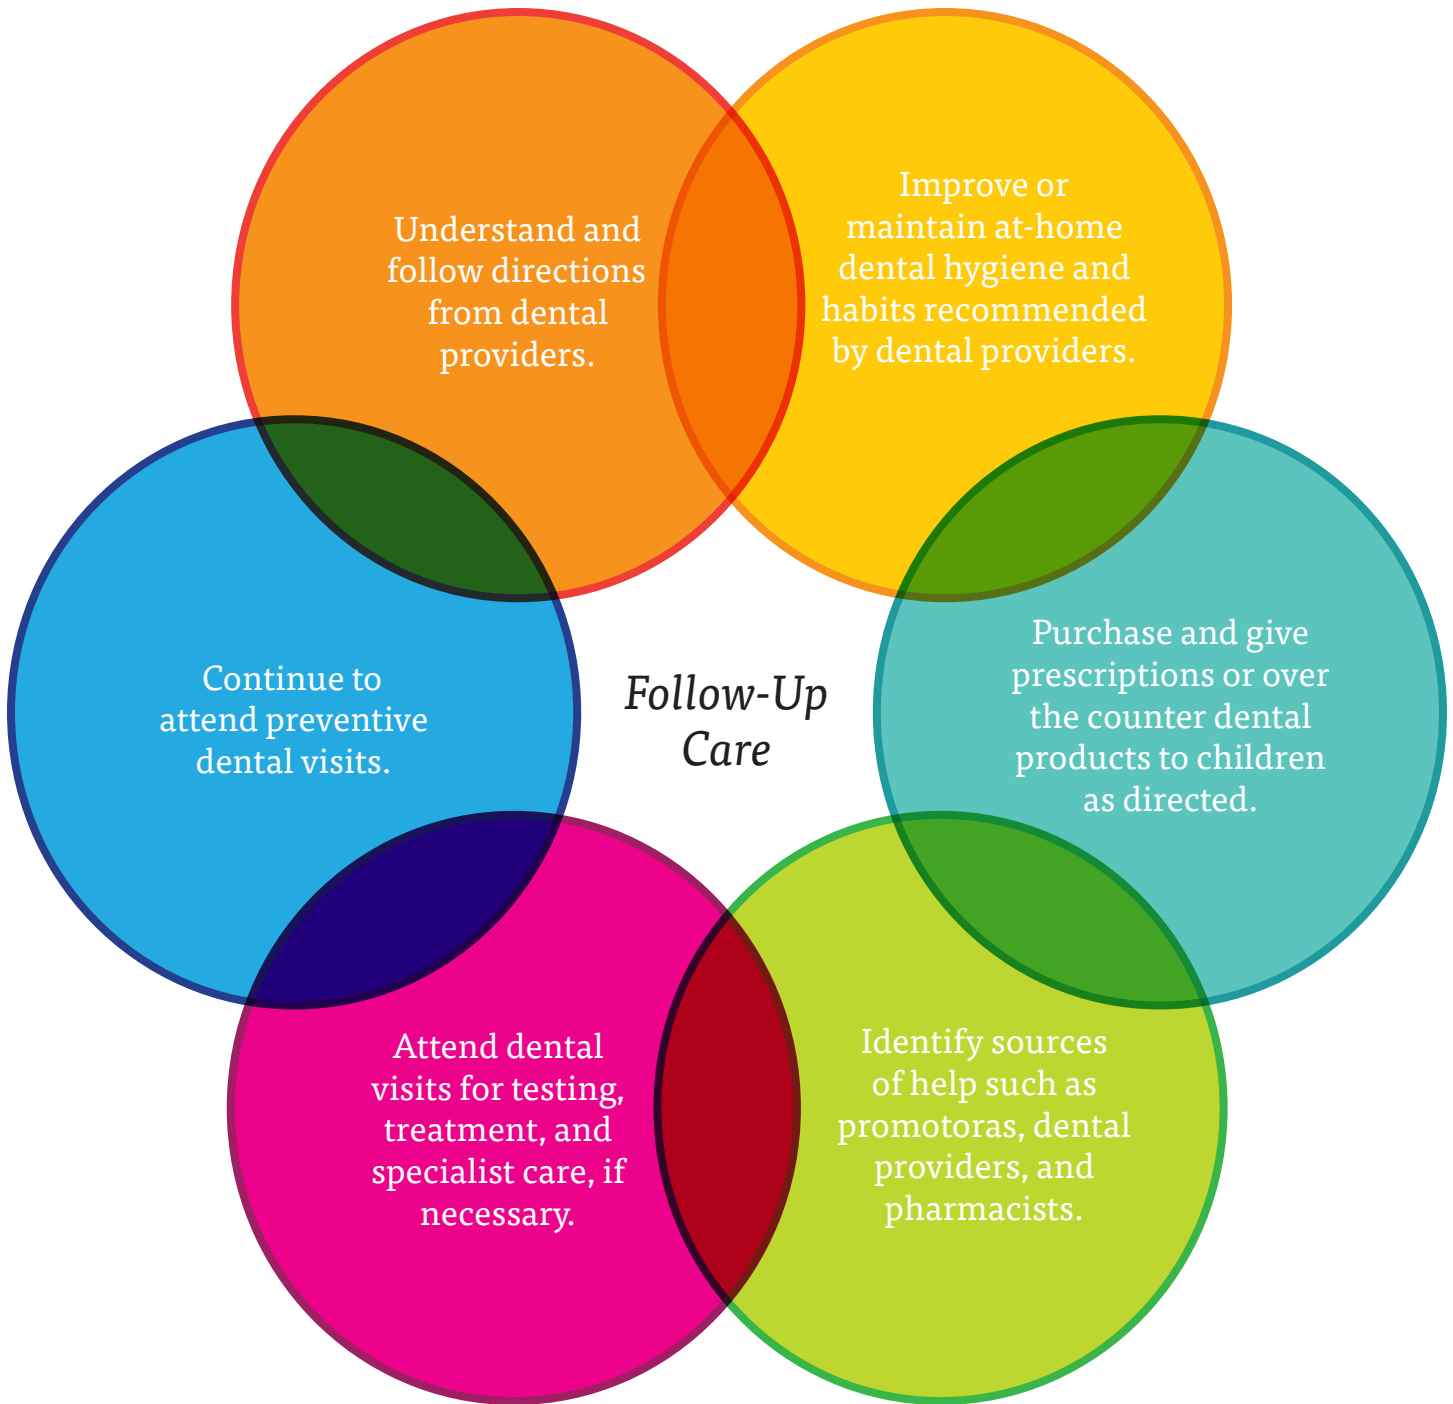 Understand and
follow directions
from dental
providers.
Improve or
maintain at-home
dental hygiene and
habits recommended
by dental providers.
Continue to
attend preventive
dental visits.
Follow-Up
Care
Purchase and give
prescriptions or over
the counter dental
products to children
as directed.
Attend dental
visits for testing,
treatment, and
specialist care, if
necessary.
Identify sources
of help such as
promotoras, dental
providers, and
pharmacists.